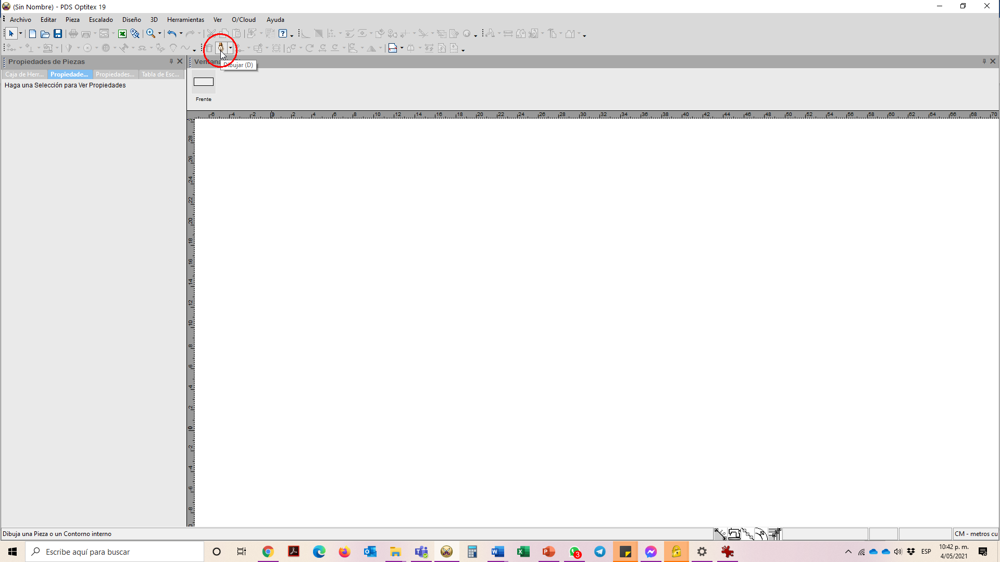 (Sin Nombre) - PDS Optitex 19
Archivo Editar Pieza Escalado Diseño 3D Herramientas Ver O/Cloud Ayuda
Propiedades de Piezas
Ventana
Dibujar (D)
Caja de Herr... Propiedade... Propiedades... Tabla de Esc...
Haga una Selección para Ver Propiedades
Frente
-6 -4 -2 0 2 4 6 8 10 12 14 16 18 20 22 24 26 28 30 32 34 36 38 40 42 44 46 48 50 52 54 56 58 60 62 64 66 68 70
28
26
24
22
20
18
16
14
12
10
8
6
4
2
0
-2
-4
-6
-8
Dibuja una Pieza o un Contorno interno
CM - metros cu
Escribe aquí para buscar
3
ESP
10:42 p. m.
4/05/2021